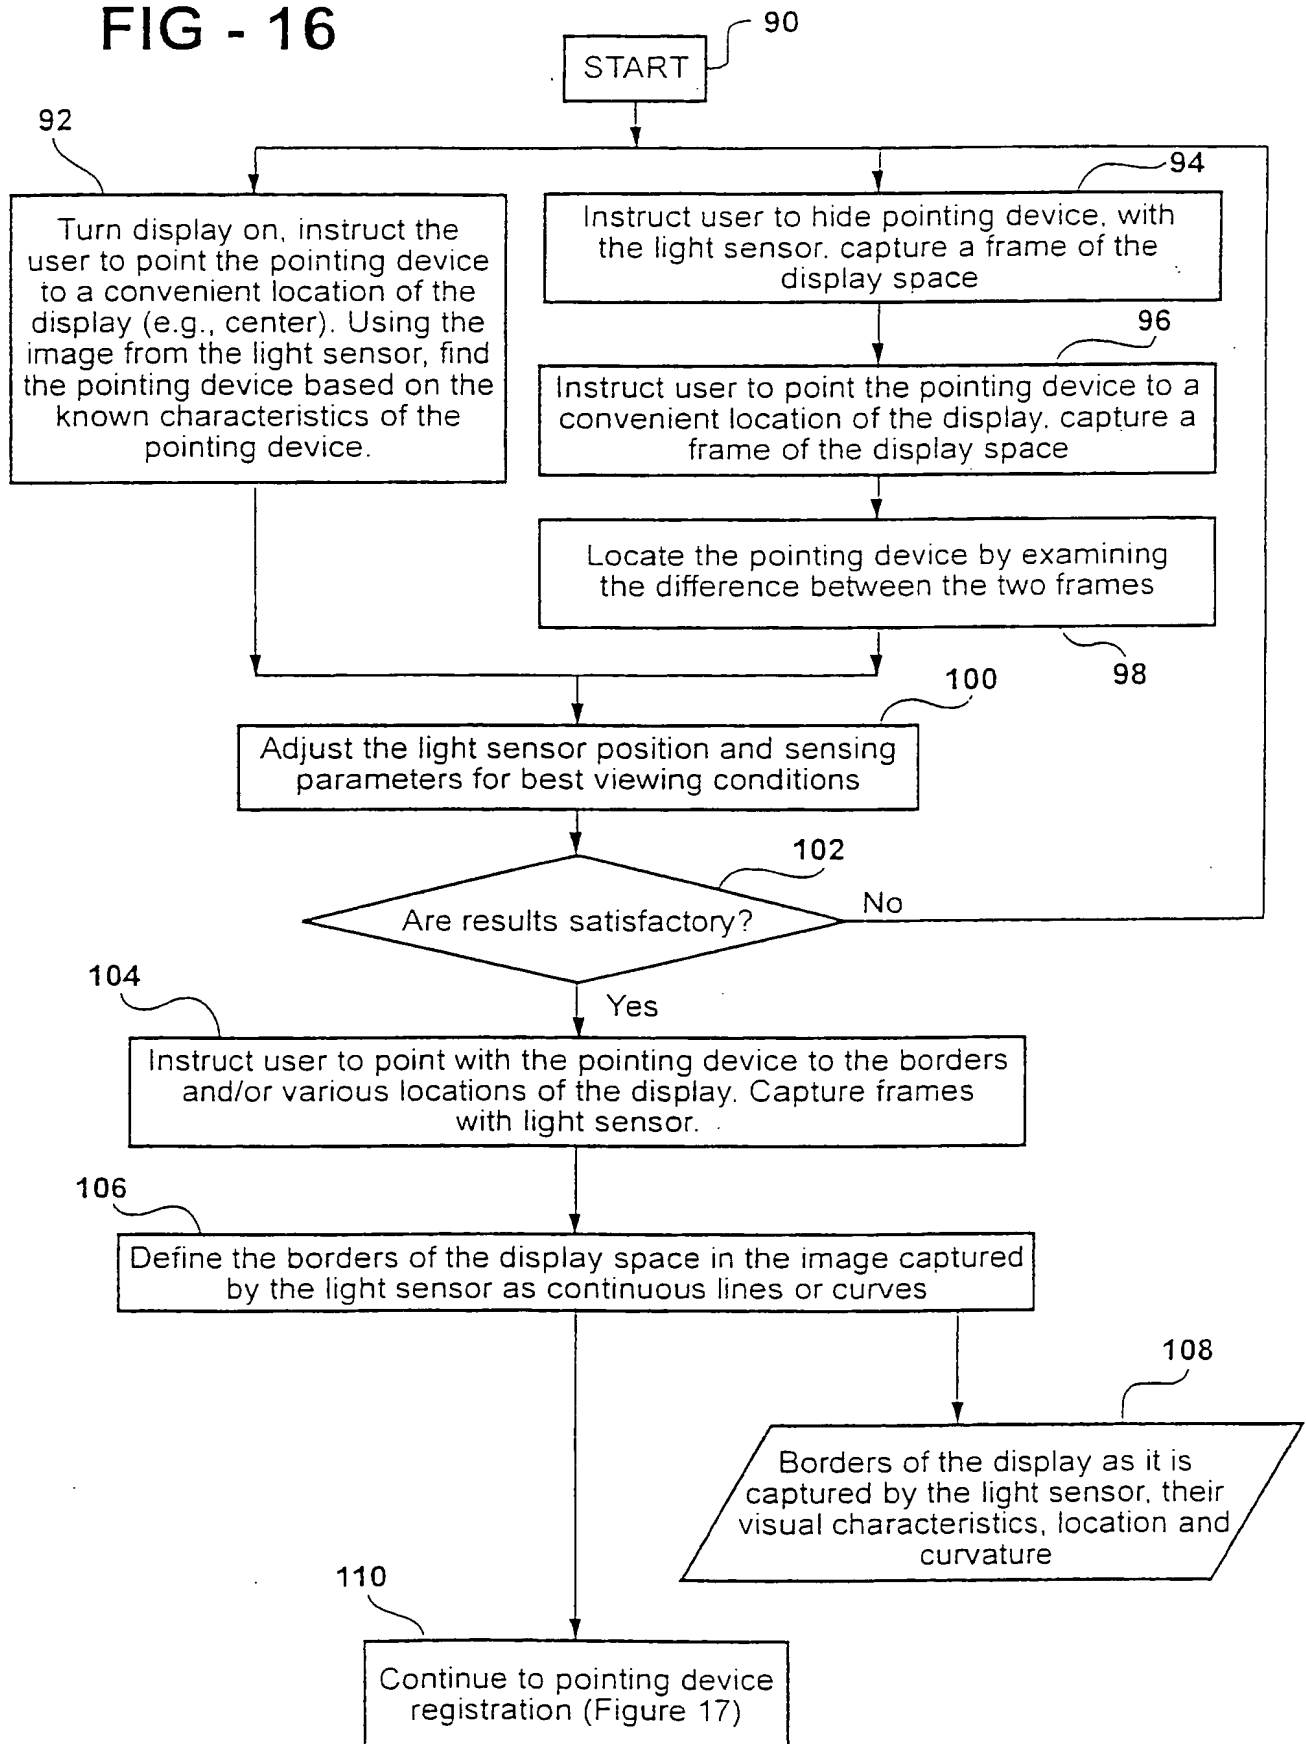 FIG - 16
90
START
92
Turn display on, instruct the
user to point the pointing device
to a convenient location of the
display (e.g., center). Using the
image from the light sensor, find
the pointing device based on the
known characteristics of the
pointing device.
94
Instruct user to hide pointing device, with
the light sensor. capture a frame of the
display space
96
Instruct user to point the pointing device to a
convenient location of the display. capture a
frame of the display space
Locate the pointing device by examining
the difference between the two frames
98
100
Adjust the light sensor position and sensing
parameters for best viewing conditions
102
Are results satisfactory?
No
Yes
104
Instruct user to point with the pointing device to the borders
and/or various locations of the display. Capture frames
with light sensor.
106
Define the borders of the display space in the image captured
by the light sensor as continuous lines or curves
108
Borders of the display as it is
captured by the light sensor, their
visual characteristics, location and
curvature
110
Continue to pointing device
registration (Figure 17)